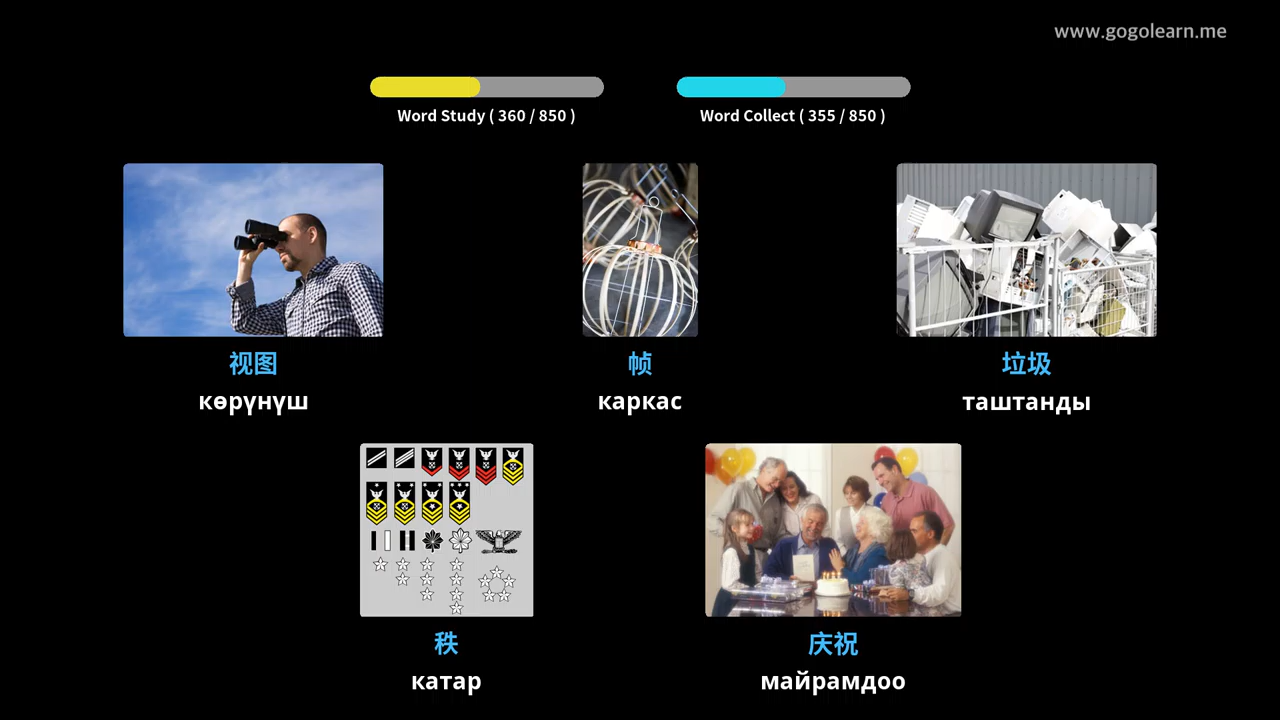 www.gogolearn.me
Word Study ( 360 / 850 )
Word Collect ( 355 / 850 )
视图
көрүнүш
帧
каркас
垃圾
таштанды
秩
катар
庆祝
майрамдоо